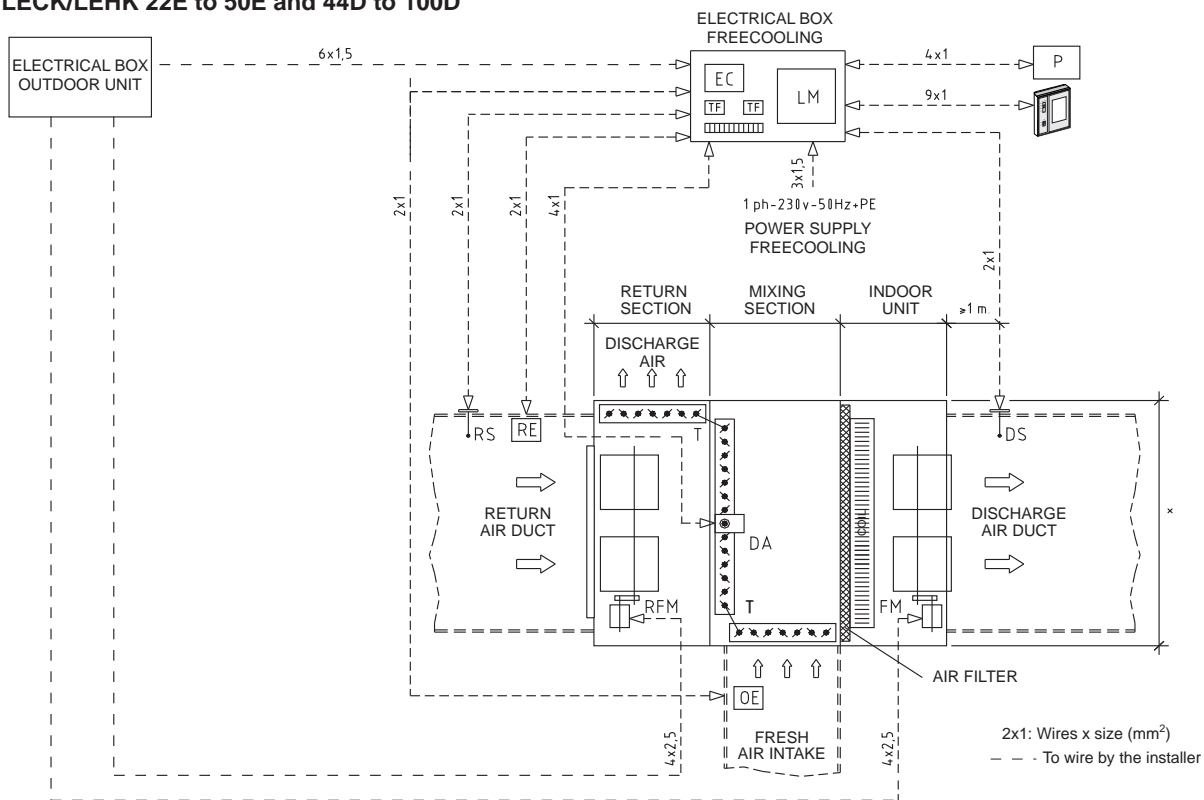 LECK/LEHK 22E to 50E and 44D to 100D
ELECTRICAL BOX
FREECOOLING
ELECTRICAL BOX
OUTDOOR UNIT
6x1,5
EC
LM
TF
TF
4x1
P
9x1
2x1
2x1
2x1
4x1
3x1,5
1 ph-230v-50Hz+PE
POWER SUPPLY
FREECOOLING
2x1
RETURN
SECTION
MIXING
SECTION
INDOOR
UNIT
≥1 m.
DISCHARGE
AIR
RS
RE
T
DS
RETURN
AIR DUCT
DA
COIL
DISCHARGE
AIR DUCT
x
RFM
T
FM
AIR FILTER
OE
4x2,5
FRESH
AIR INTAKE
4x2,5
2x1: Wires x size (mm²)
– – – To wire by the installer